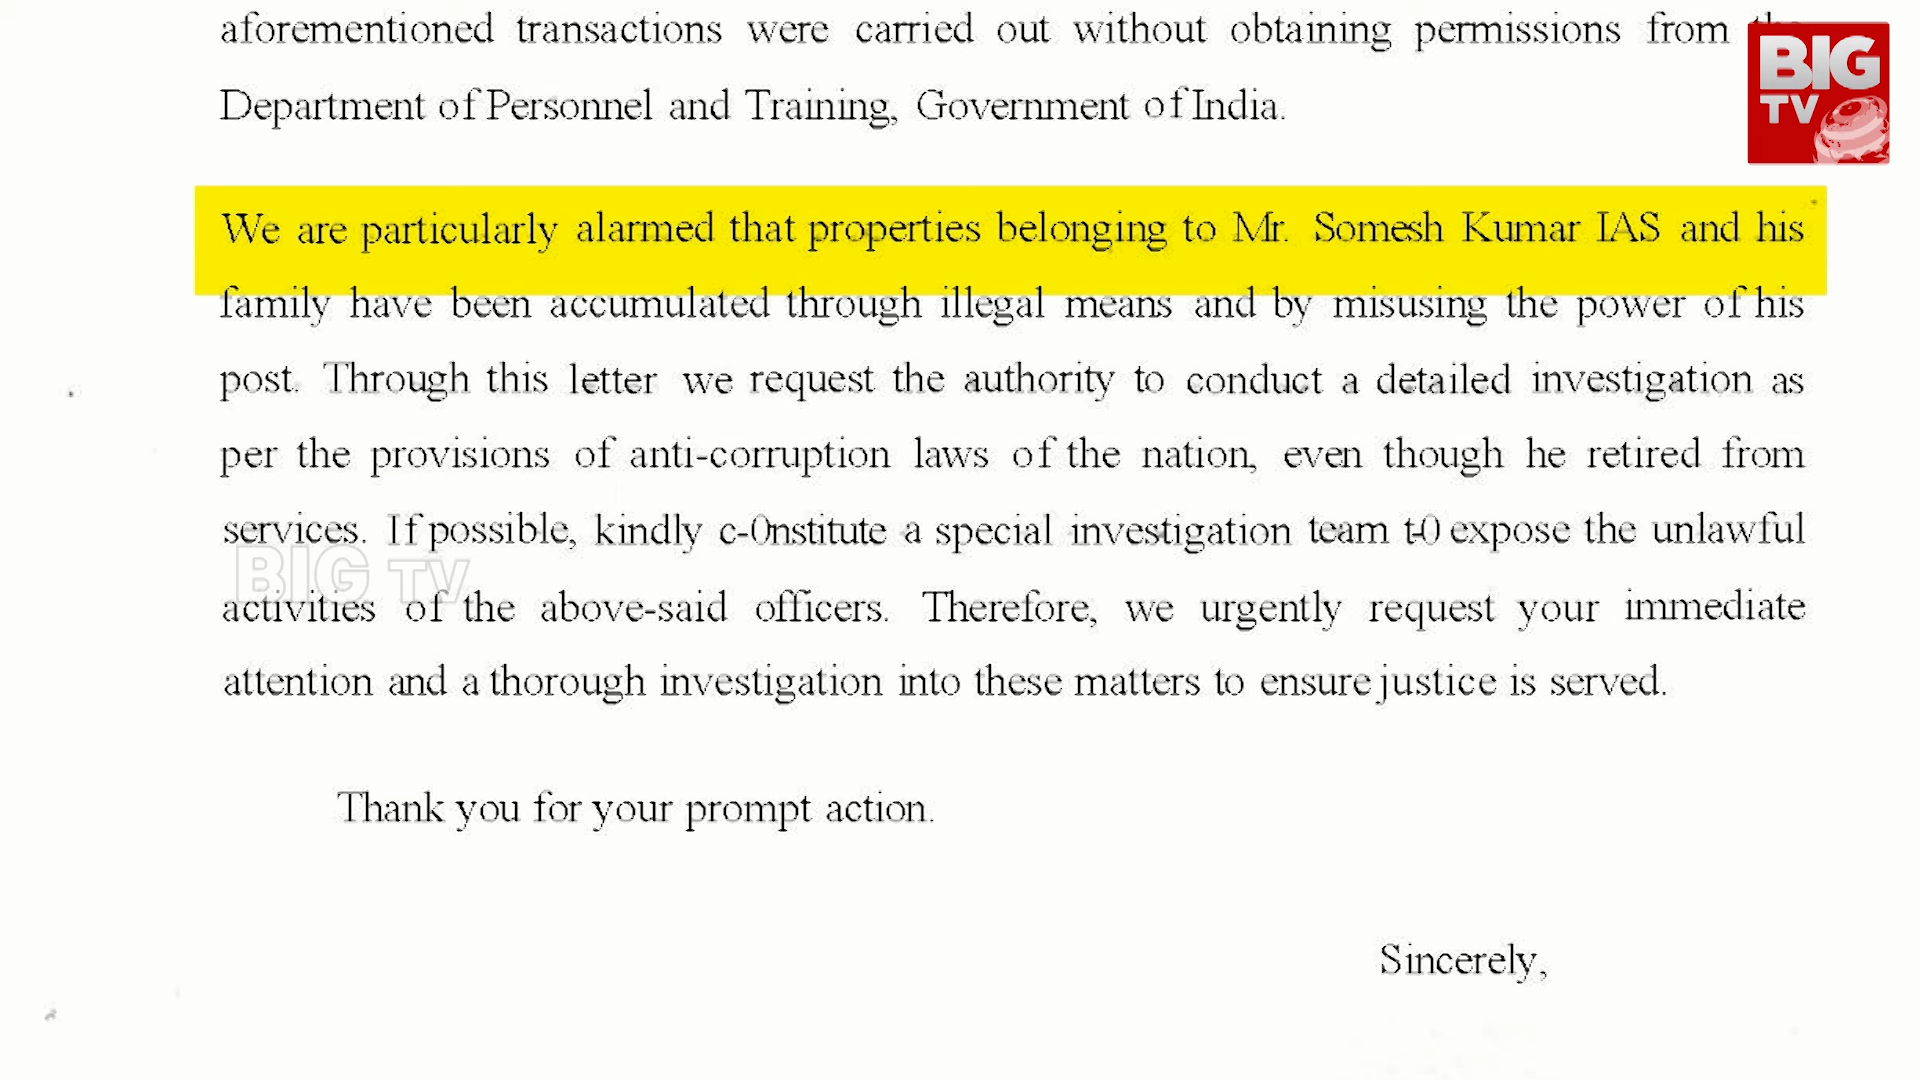 aforementioned transactions were carried out without obtaining permissions from the
Department of Personnel and Training, Government of India.
We are particularly alarmed that properties belonging to Mr. Somesh Kumar IAS and his
family have been accumulated through illegal means and by misusing the power of his
post. Through this letter we request the authority to conduct a detailed investigation as
per the provisions of anti-corruption laws of the nation, even though he retired from
services. If possible, kindly c-0nstitute a special investigation team t-0 expose the unlawful
activities of the above-said officers. Therefore, we urgently request your immediate
attention and a thorough investigation into these matters to ensure justice is served.
Thank you for your prompt action.
Sincerely,
BIG
TV
BIG TV